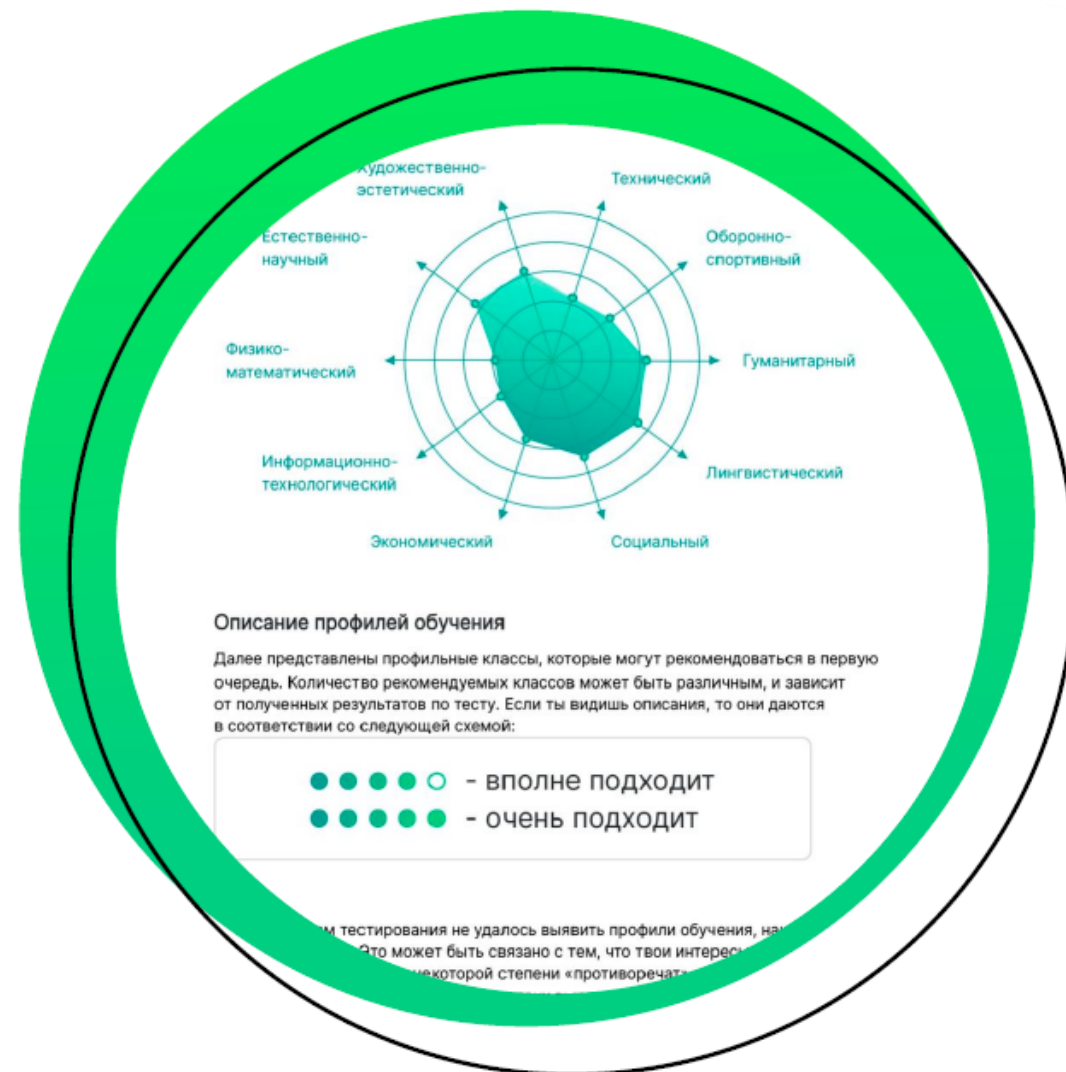 Художественно-
эстетический
Технический
Естественно-
научный
Оборонно-
спортивный
Физико-
математический
Гуманитарный
Информационно-
технологический
Лингвистический
Экономический
Социальный
Описание профилей обучения
Далее представлены профильные классы, которые могут рекомендоваться в первую
очередь. Количество рекомендуемых классов может быть различным, и зависит
от полученных результатов по тесту. Если ты видишь описания, то они даются
в соответствии со следующей схемой:
- вполне подходит
- очень подходит
тестирования не удалось выявить профили обучения,
Это может быть связано с тем, что твои
некоторой степени «противоречат»